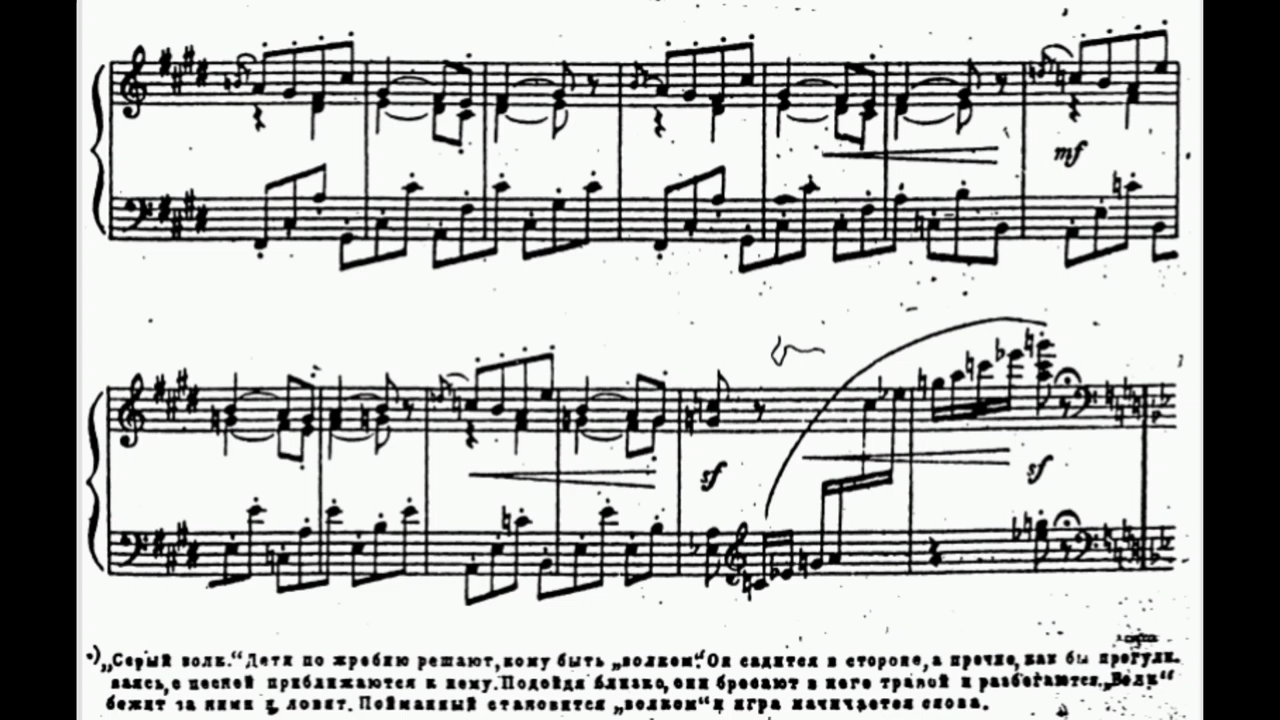 mf
sf
sf
*) „Серый волк.“ Дети по жребию решают, кому быть „волком“. Он садится в стороне, а прочие, как бы прогули-
ваясь, с песней приближаются к нему. Подойдя близко, они бросают в него травой и разбегаются. „Волк“
бежит за ними и ловит. Пойманный становится „волком“ и игра начинается снова.